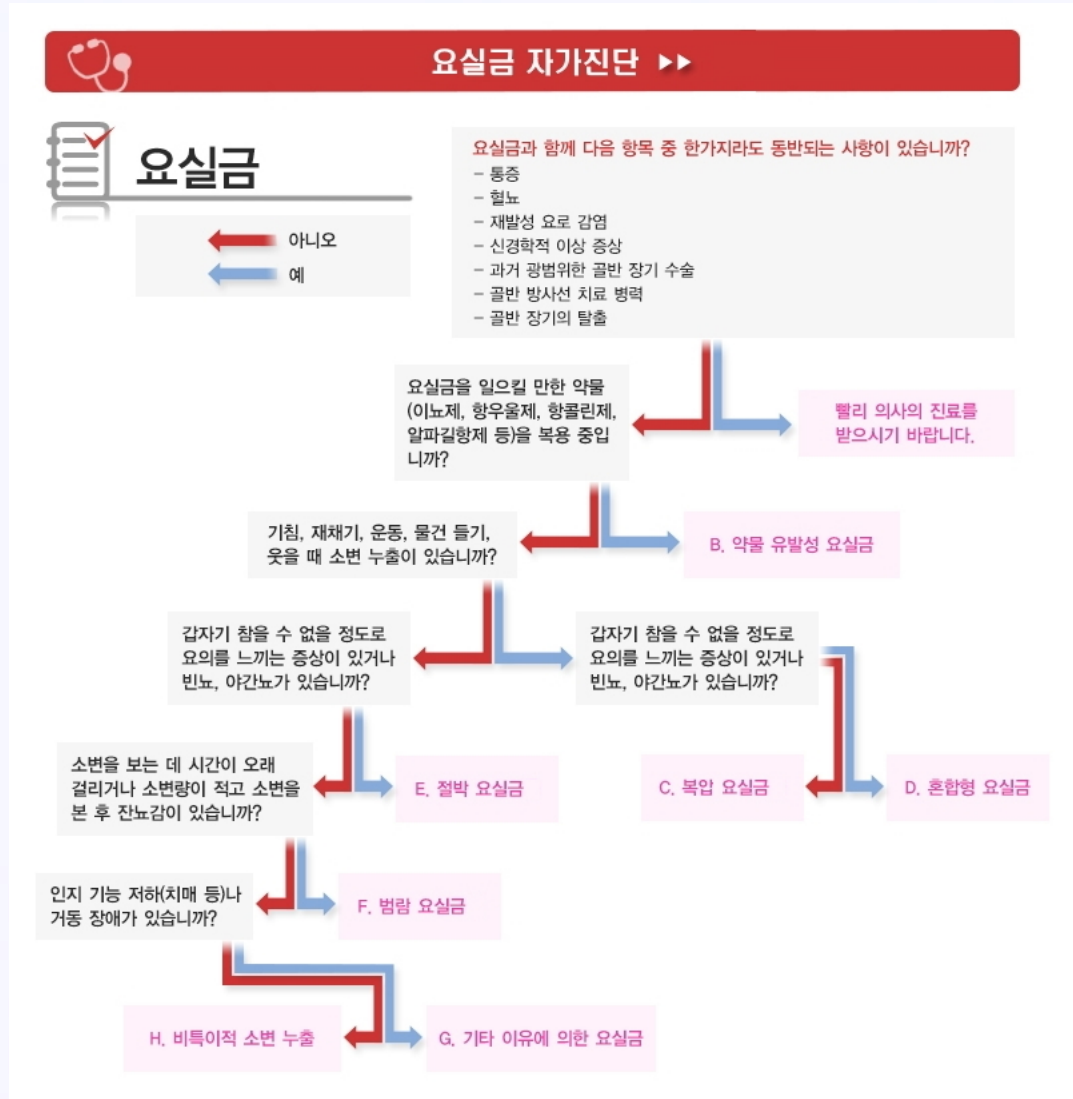 요실금 자가진단 ▶▶
요실금
아니오
예
요실금과 함께 다음 항목 중 한가지라도 동반되는 사항이 있습니까?
– 통증
– 혈뇨
– 재발성 요로 감염
– 신경학적 이상 증상
– 과거 광범위한 골반 장기 수술
– 골반 방사선 치료 병력
– 골반 장기의 탈출
요실금을 일으킬 만한 약물
(이뇨제, 항우울제, 항콜린제,
알파길항제 등)을 복용 중입
니까?
빨리 의사의 진료를
받으시기 바랍니다.
기침, 재채기, 운동, 물건 들기,
웃을 때 소변 누출이 있습니까?
B. 약물 유발성 요실금
갑자기 참을 수 없을 정도로
요의를 느끼는 증상이 있거나
빈뇨, 야간뇨가 있습니까?
갑자기 참을 수 없을 정도로
요의를 느끼는 증상이 있거나
빈뇨, 야간뇨가 있습니까?
소변을 보는 데 시간이 오래
걸리거나 소변량이 적고 소변을
본 후 잔뇨감이 있습니까?
E. 절박 요실금
C. 복압 요실금
D. 혼합형 요실금
인지 기능 저하(치매 등)나
거동 장애가 있습니까?
F. 범람 요실금
H. 비특이적 소변 누출
G. 기타 이유에 의한 요실금